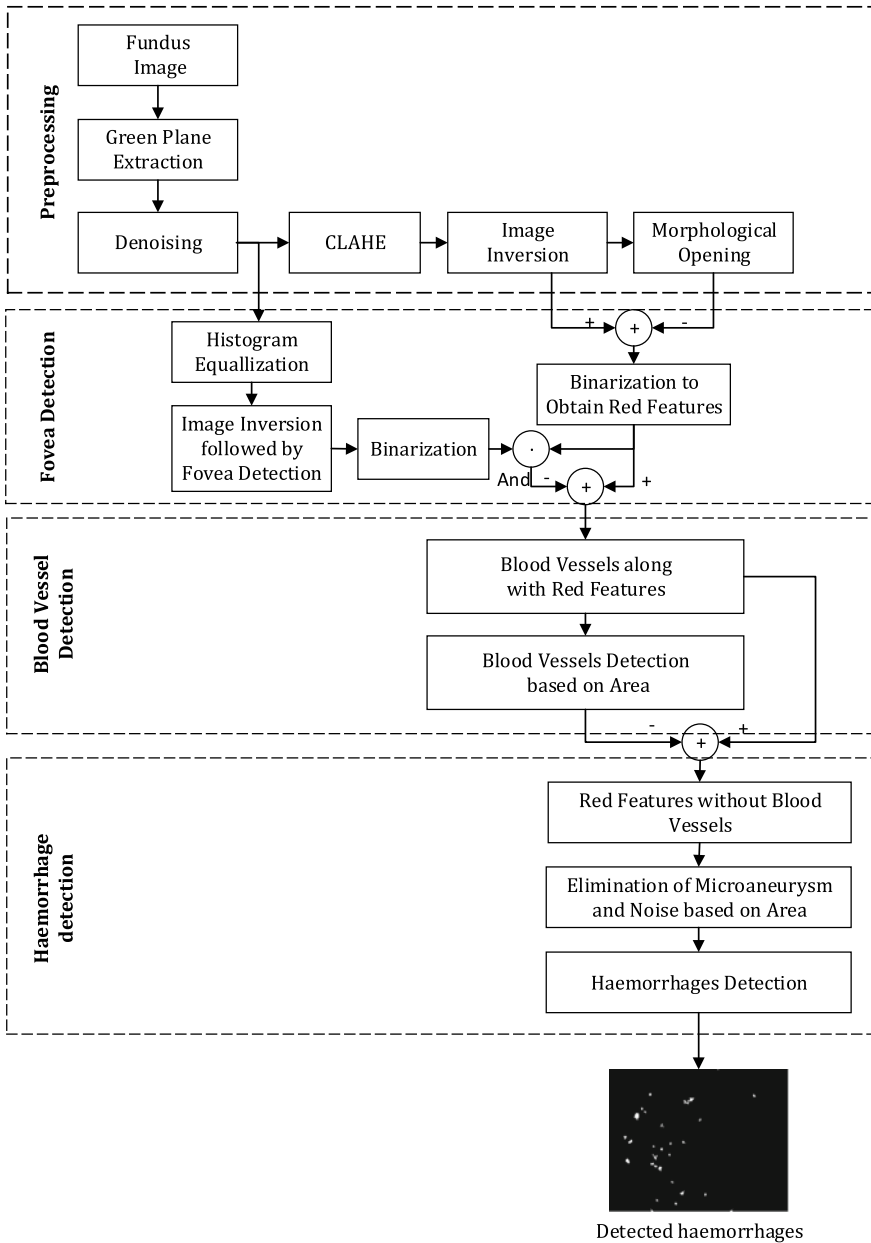 Preprocessing
Fundus
Image
Green Plane
Extraction
Denoising
CLAHE
Image
Inversion
Morphological
Opening
Fovea Detection
Histogram
Equallization
+
+
-
Binarization to
Obtain Red Features
Image Inversion
followed by
Fovea Detection
Binarization
.
And
-
+
+
Blood Vessel
Detection
Blood Vessels along
with Red Features
Blood Vessels Detection
based on Area
-
+
+
Haemorrhage
detection
Red Features without Blood
Vessels
Elimination of Microaneurysm
and Noise based on Area
Haemorrhages Detection
Detected haemorrhages